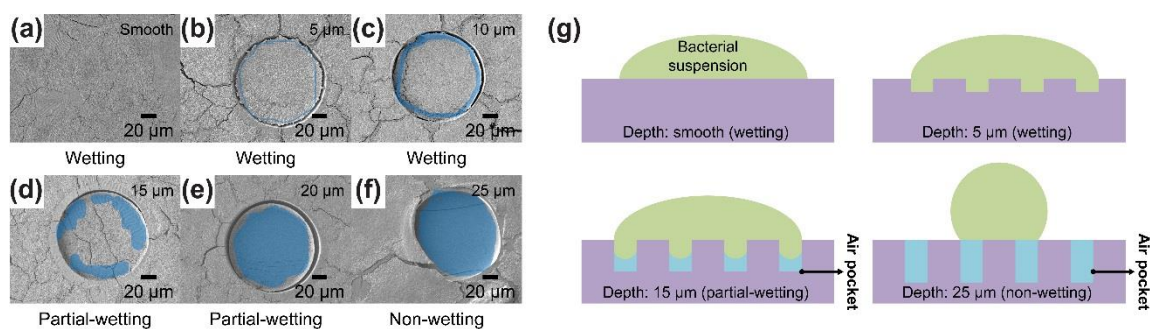 (a)
Smooth
20 µm
Wetting
(b)
5 µm
20 µm
Wetting
(c)
10 µm
20 µm
Wetting
(d)
15 µm
20 µm
Partial-wetting
(e)
20 µm
20 µm
Partial-wetting
(f)
25 µm
20 µm
Non-wetting
(g)
Bacterial
suspension
Depth: smooth (wetting)
Depth: 5 µm (wetting)
Depth: 15 µm (partial-wetting)
Air pocket
Depth: 25 µm (non-wetting)
Air pocket